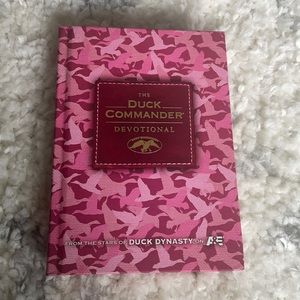 THE
DUCK
COMMANDER
DEVOTIONAL
FROM THE STARS OF DUCK DYNASTY ON A&E